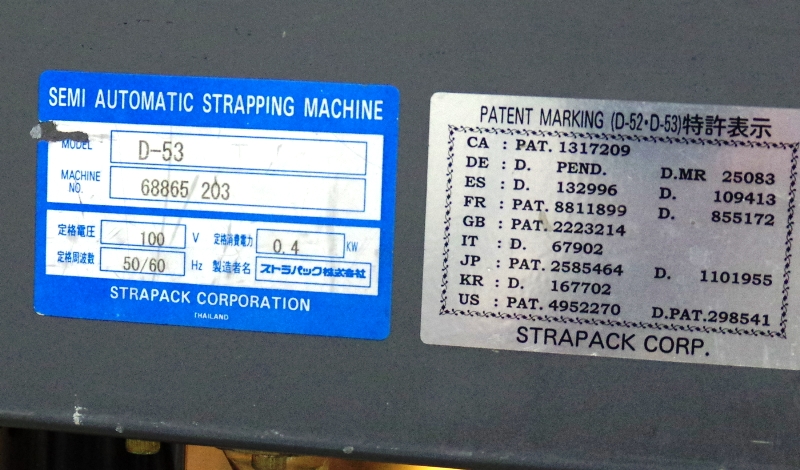 SEMI AUTOMATIC STRAPPING MACHINE
MODEL D-53
MACHINE NO. 68865 203
定格電圧 100 V 定格消費電力 0.4 KW
定格周波数 50/60 Hz 製造者名 ストラパック株式会社
STRAPACK CORPORATION
THAILAND
PATENT MARKING (D-52・D-53)特許表示
CA : PAT. 1317209
DE : D. PEND. D.MR 25083
ES : D. 132996 D. 109413
FR : PAT. 8811899 D. 855172
GB : PAT. 2223214
IT : D. 67902
JP : PAT. 2585464 D. 1101955
KR : D. 167702
US : PAT. 4952270 D.PAT.298541
STRAPACK CORP.